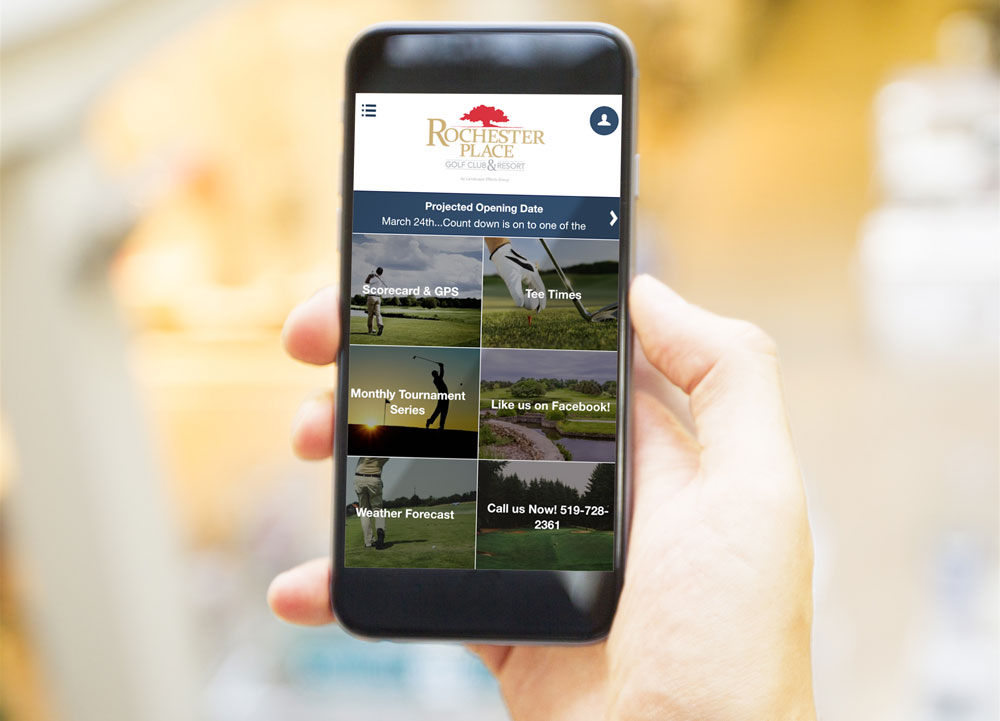 ROCHESTER
PLACE
GOLF CLUB & RESORT
Projected Opening Date
March 24th...Count down is on to one of the
Scorecard & GPS
Tee Times
Monthly Tournament
Series
Like us on Facebook!
Weather Forecast
Call us Now! 519-728-
2361